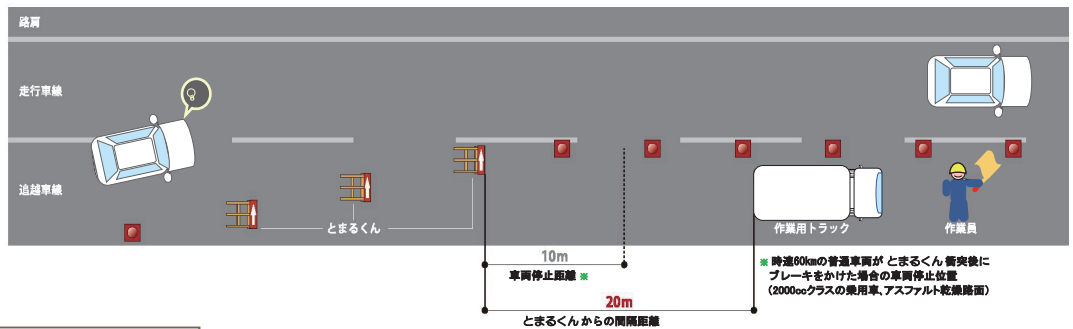 路肩
走行車線
追越車線
とまるくん
作業用トラック
作業員
10m
車両停止距離 ※
20m
とまるくん からの間隔距離
※ 時速60kmの普通車両が とまるくん 衝突後に
ブレーキをかけた場合の車両停止位置
(2000ccクラスの乗用車、アスファルト乾燥路面)